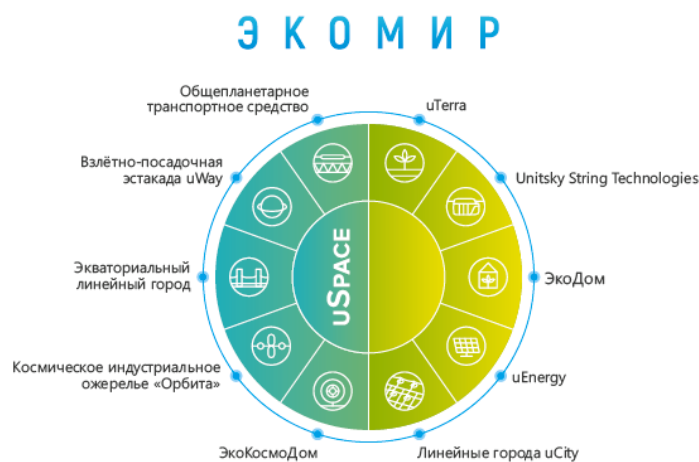 ЭКОМИР
Общепланетарное
транспортное средство
uTerra
Взлётно-посадочная
эстакада uWay
Unitsky String Technologies
Экваториальный
линейный город
uSpace
ЭкоДом
Космическое индустриальное
ожерелье «Орбита»
uEnergy
ЭкоКосмоДом
Линейные города uCity